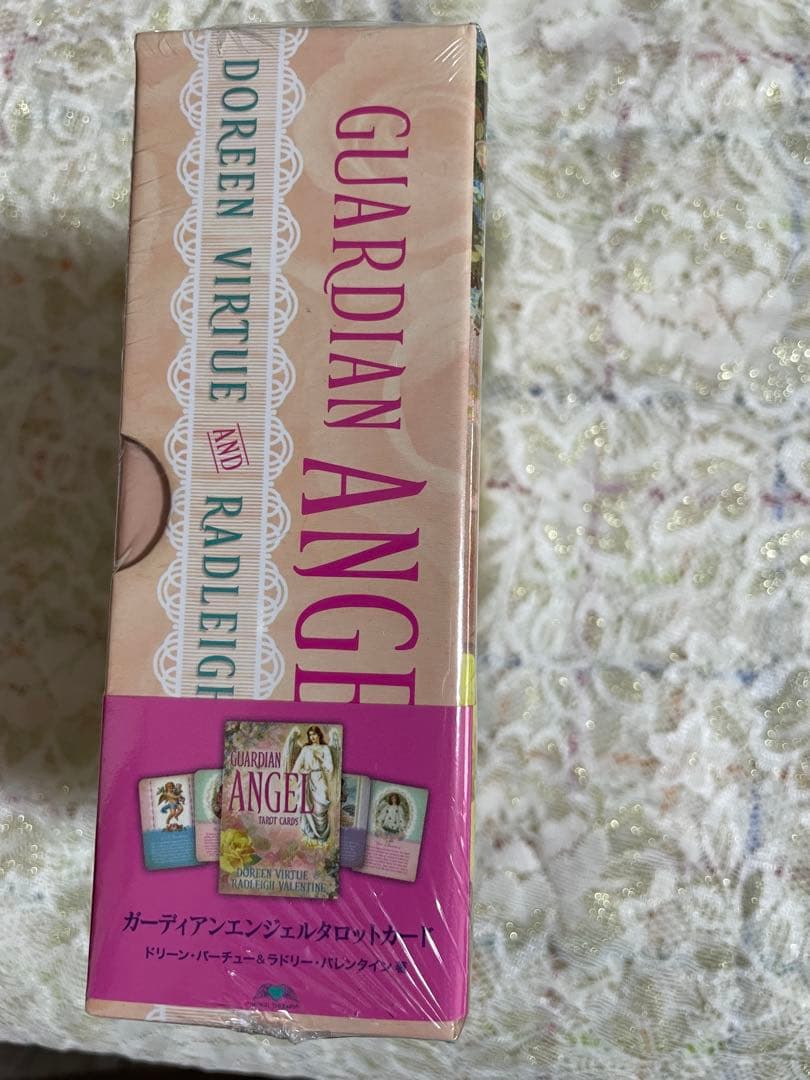 GUARDIAN ANGE
DOREEN VIRTUE AND RADLEIGH
GUARDIAN
ANGEL
TAROT CARDS
DOREEN VIRTUE &
RADLEIGH VALENTINE
ガーディアンエンジェルタロットカード
ドリーン・バーチュー&ラドリー・バレンタイン 著